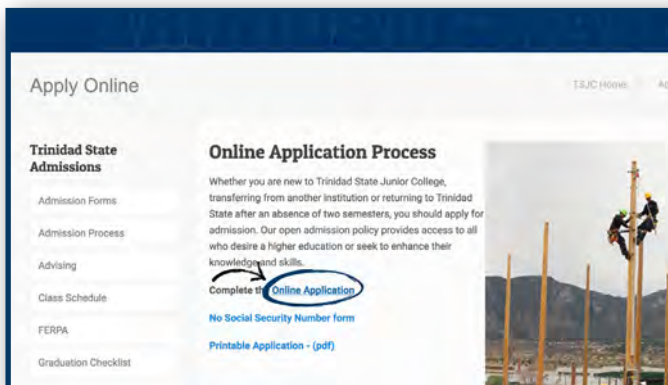 Apply Online
TSJC Home
Trinidad State
Admissions
Admission Forms
Admission Process
Advising
Class Schedule
FERPA
Graduation Checklist
Online Application Process
Whether you are new to Trinidad State Junior College,
transferring from another institution or returning to Trinidad
State after an absence of two semesters, you should apply for
admission. Our open admission policy provides access to all
who desire a higher education or seek to enhance their
knowledge and skills.
Complete th Online Application
No Social Security Number form
Printable Application - (pdf)